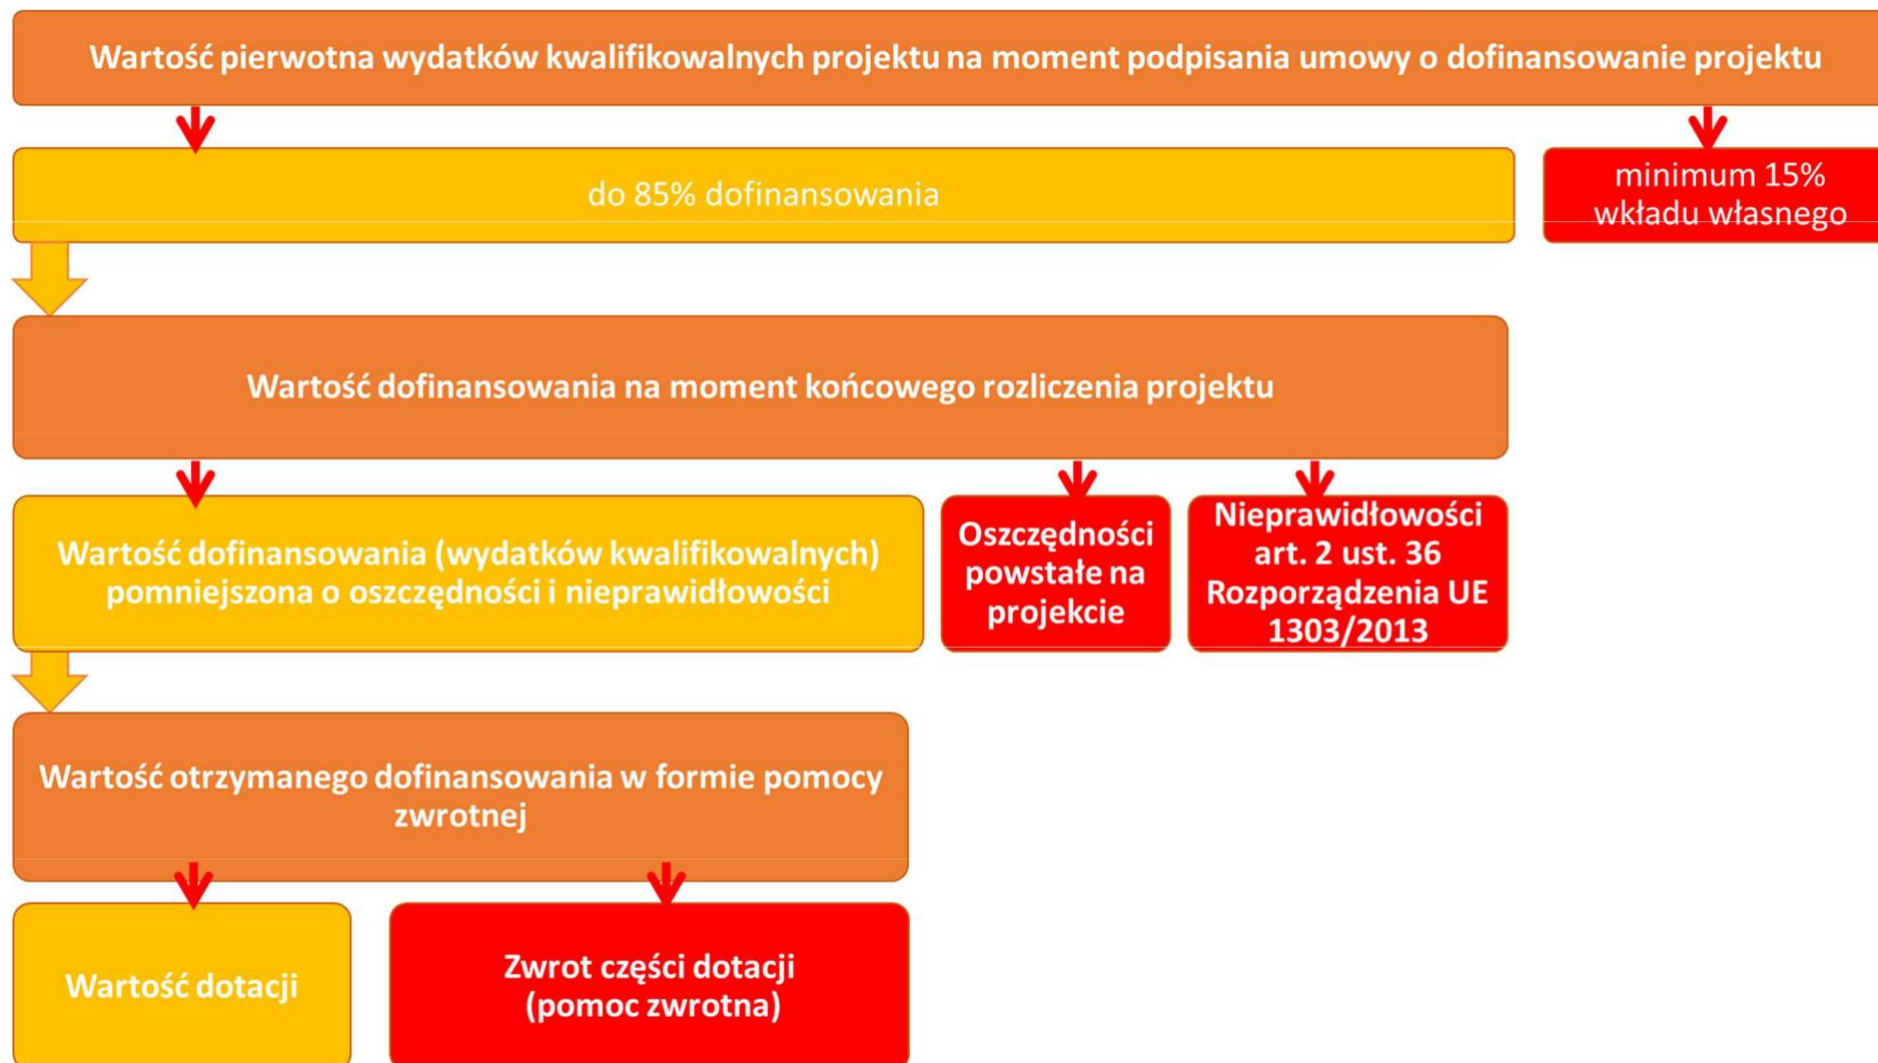 Wartość pierwotna wydatków kwalifikowalnych projektu na moment podpisania umowy o dofinansowanie projektu
do 85% dofinansowania
minimum 15%
wkładu własnego
Wartość dofinansowania na moment końcowego rozliczenia projektu
Wartość dofinansowania (wydatków kwalifikowalnych)
pomniejszona o oszczędności i nieprawidłowości
Oszczędności
powstałe na
projekcie
Nieprawidłowości
art. 2 ust. 36
Rozporządzenia UE
1303/2013
Wartość otrzymanego dofinansowania w formie pomocy
zwrotnej
Wartość dotacji
Zwrot części dotacji
(pomoc zwrotna)